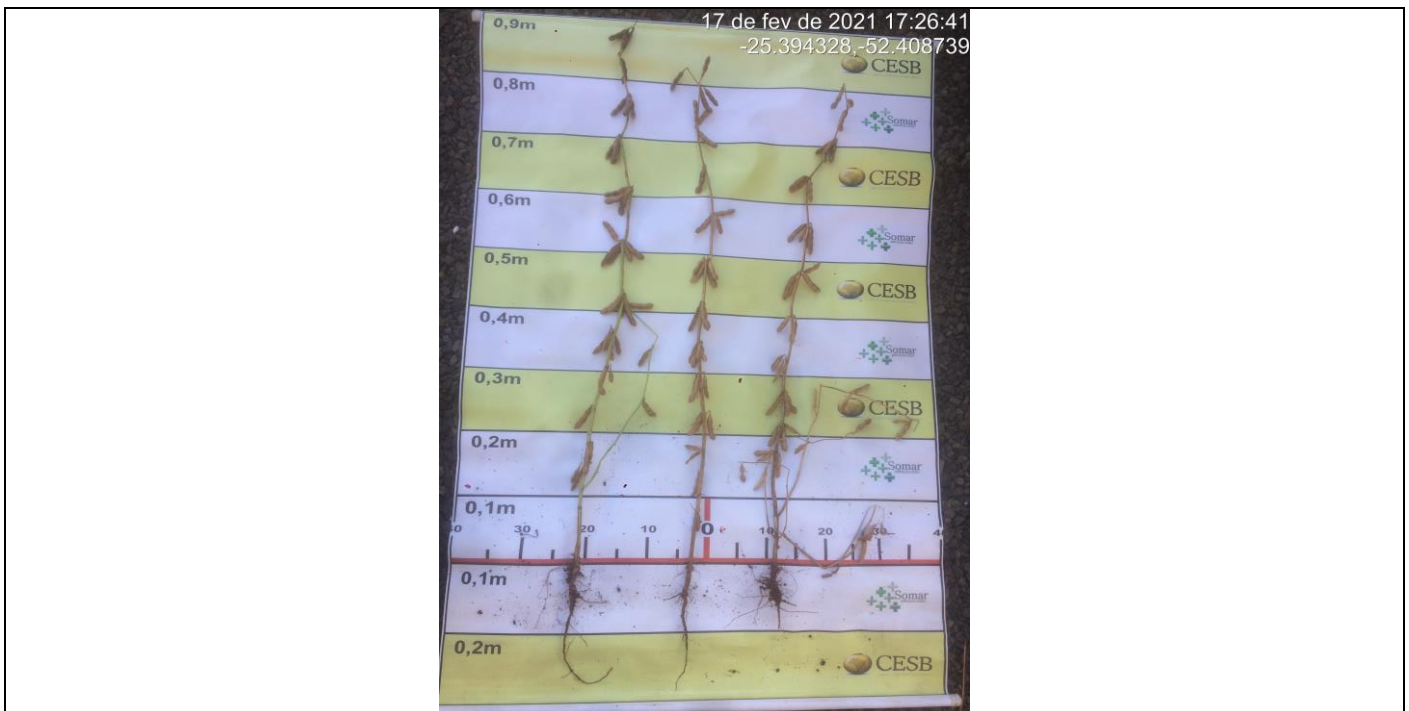 17 de fev de 2021 17:26:41
-25.394328,-52.408739
0,9m
CESB
0,8m
Somar
0,7m
CESB
0,6m
Somar
0,5m
CESB
0,4m
Somar
0,3m
CESB
0,2m
Somar
0,1m
30 20 10 0 10 20 30
0,1m
Somar
0,2m
CESB